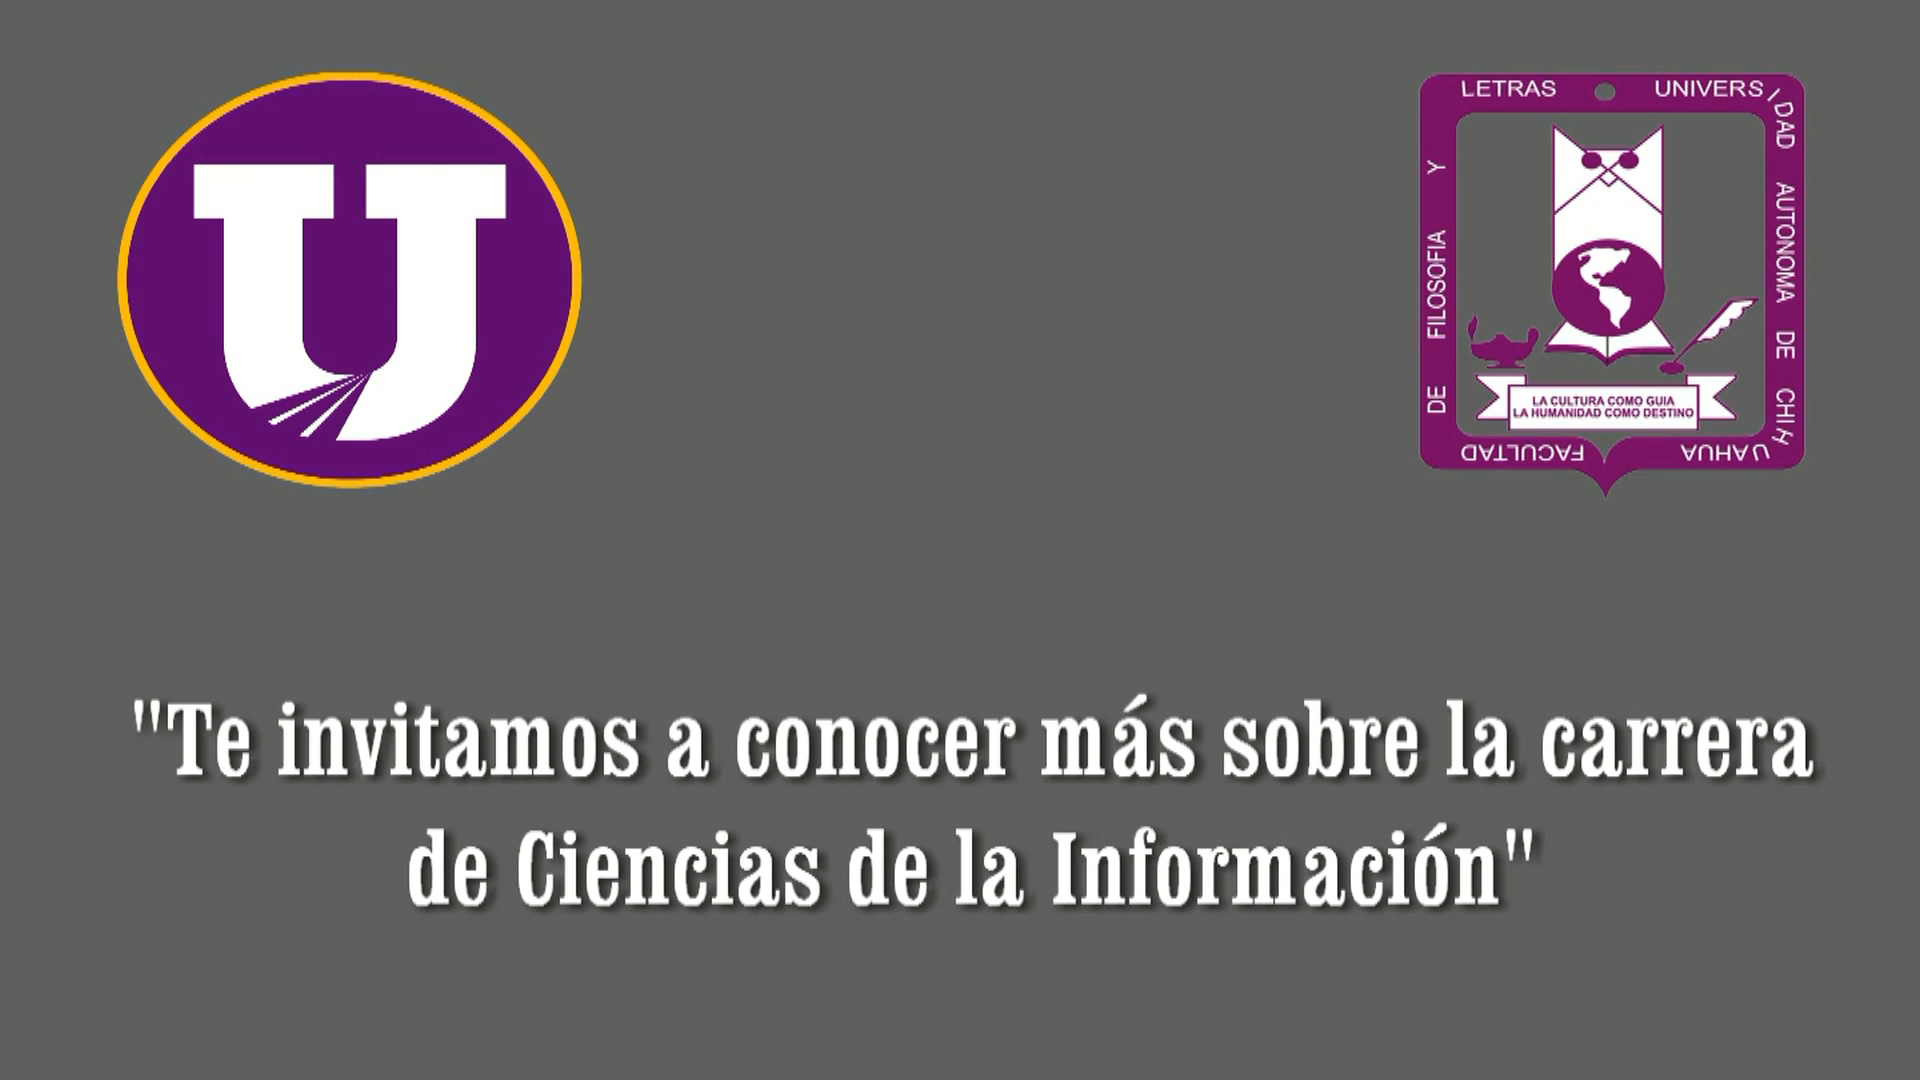 U
FACULTAD DE FILOSOFIA Y LETRAS UNIVERSIDAD AUTONOMA DE CHIHUAHUA
LA CULTURA COMO GUIA
LA HUMANIDAD COMO DESTINO
"Te invitamos a conocer más sobre la carrera
de Ciencias de la Información"